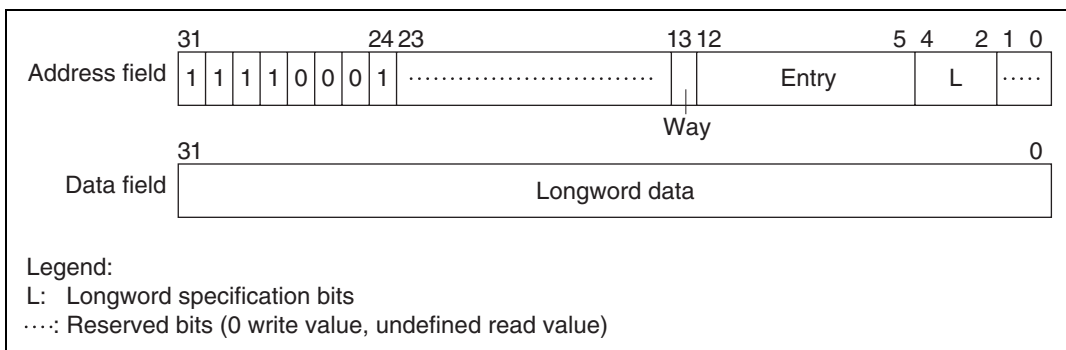 31 24 23 13 12 5 4 2 1 0
Address field 1 1 1 1 0 0 0 1 ······························ Entry L ·····
Way
31 0
Data field Longword data
Legend:
L: Longword specification bits
····: Reserved bits (0 write value, undefined read value)